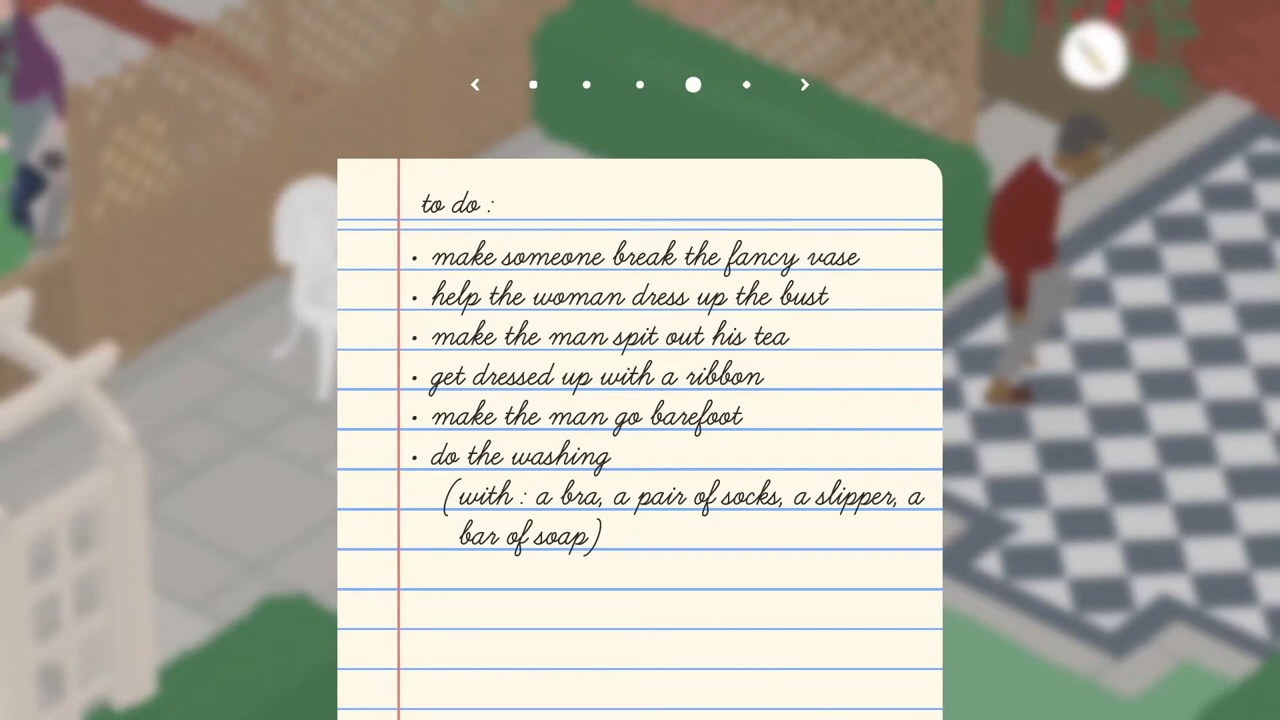 to do :
• make someone break the fancy vase
• help the woman dress up the bust
• make the man spit out his tea
• get dressed up with a ribbon
• make the man go barefoot
• do the washing
(with : a bra, a pair of socks, a slipper, a
bar of soap)